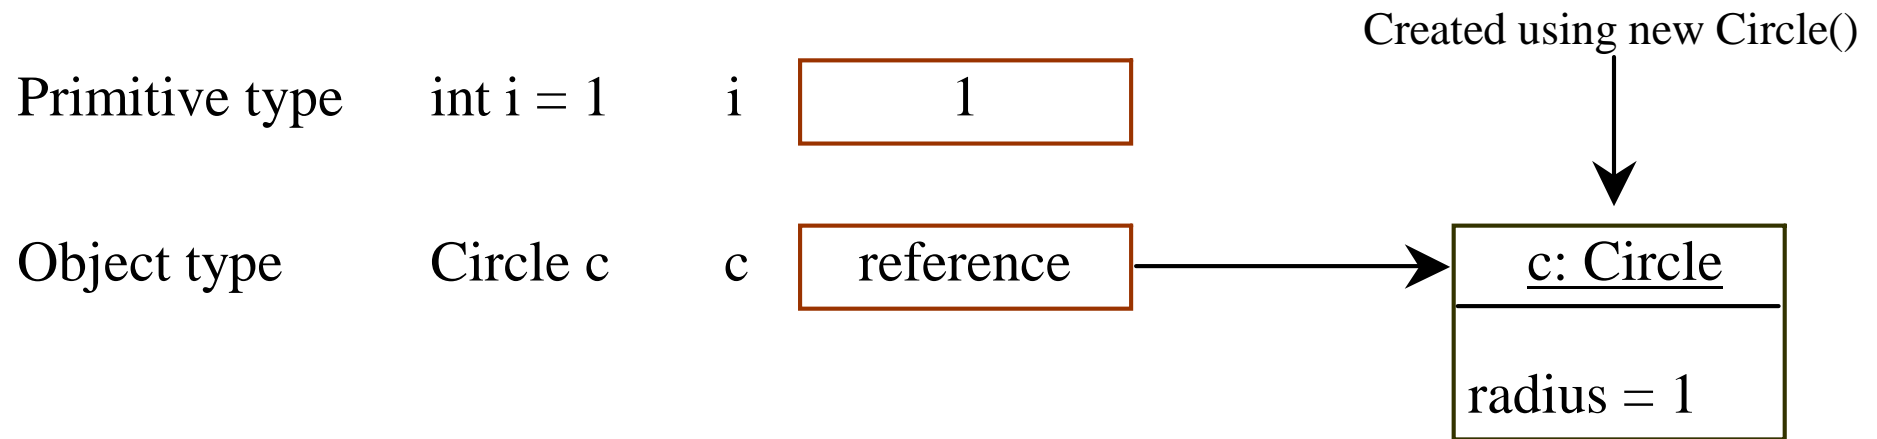 Created using new Circle()
Primitive type int i = 1 i 1
Object type Circle c c reference c: Circle
radius = 1